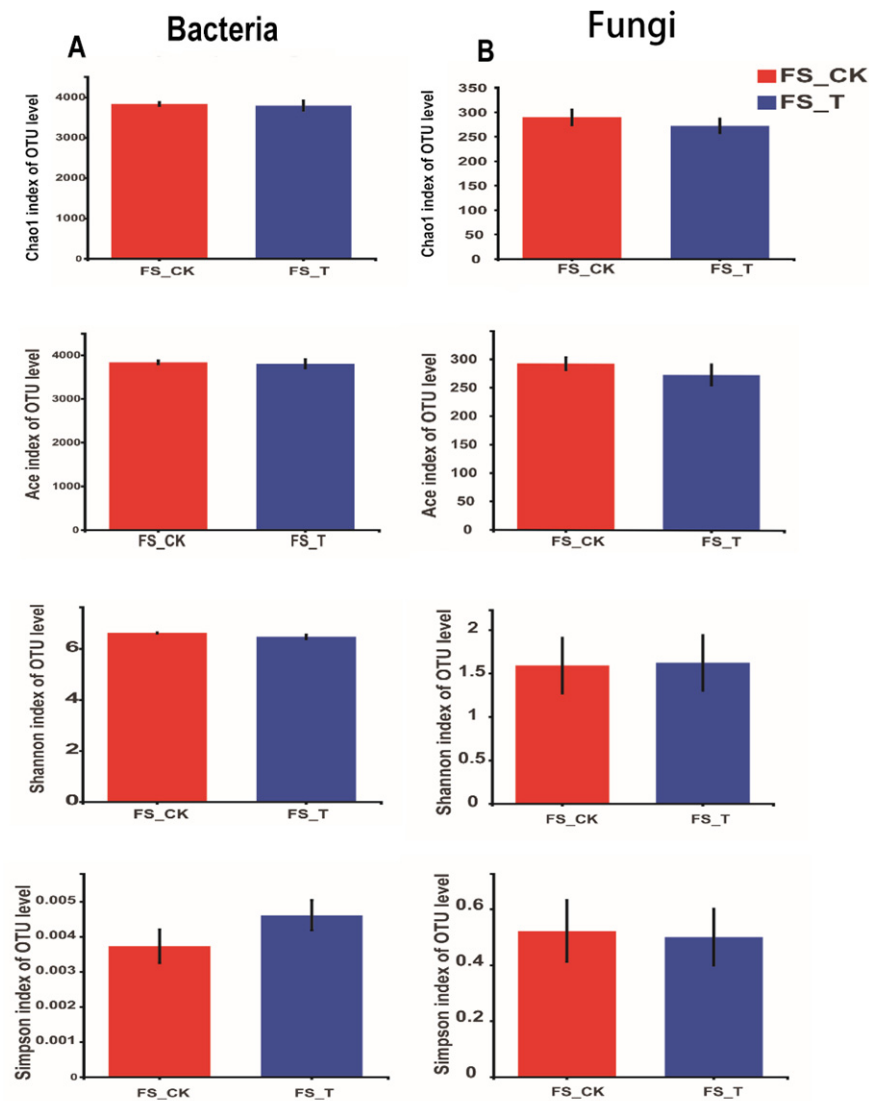 A
Bacteria
B
Fungi
FS_CK
FS_T
Chao1 index of OTU level
4000
3000
2000
1000
0
FS_CK
FS_T
Chao1 index of OTU level
350
300
250
200
150
100
50
0
FS_CK
FS_T
Ace index of OTU level
4000
3000
2000
1000
0
FS_CK
FS_T
Ace index of OTU level
300
250
200
150
100
50
0
FS_CK
FS_T
Shannon index of OTU level
6
4
2
0
FS_CK
FS_T
Shannon index of OTU level
2
1.5
1
0.5
0
FS_CK
FS_T
Simpson index of OTU level
0.005
0.004
0.003
0.002
0.001
0
FS_CK
FS_T
Simpson index of OTU level
0.6
0.4
0.2
0
FS_CK
FS_T